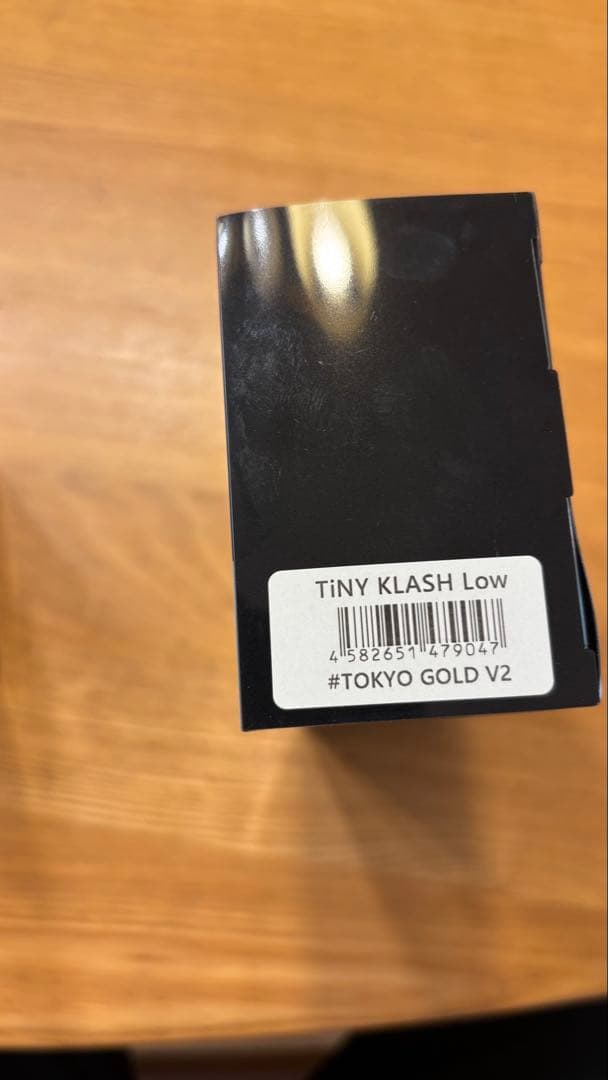 TiNY KLASH Low
4 582651 479047
#TOKYO GOLD V2